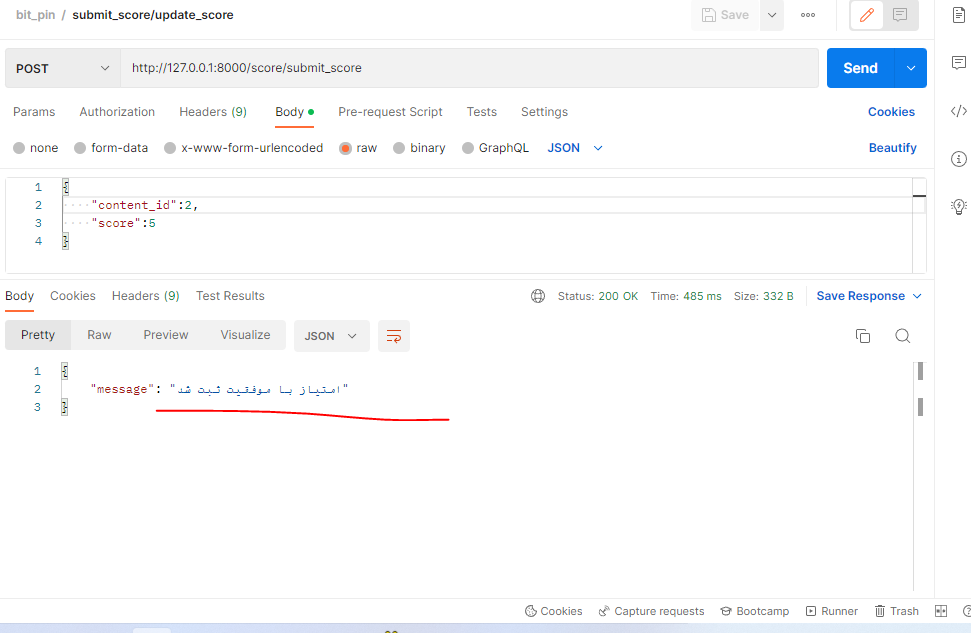 bit_pin / submit_score/update_score
Save
POST
http://127.0.0.1:8000/score/submit_score
Send
Params Authorization Headers (9) Body Pre-request Script Tests Settings Cookies
none form-data x-www-form-urlencoded raw binary GraphQL JSON Beautify
1 {
2 "content_id":2,
3 "score":5
4 }
Body Cookies Headers (9) Test Results Status: 200 OK Time: 485 ms Size: 332 B Save Response
Pretty Raw Preview Visualize JSON
1 {
2 "message": "امتیاز با موفقیت ثبت شد"
3 }
Cookies Capture requests Bootcamp Runner Trash